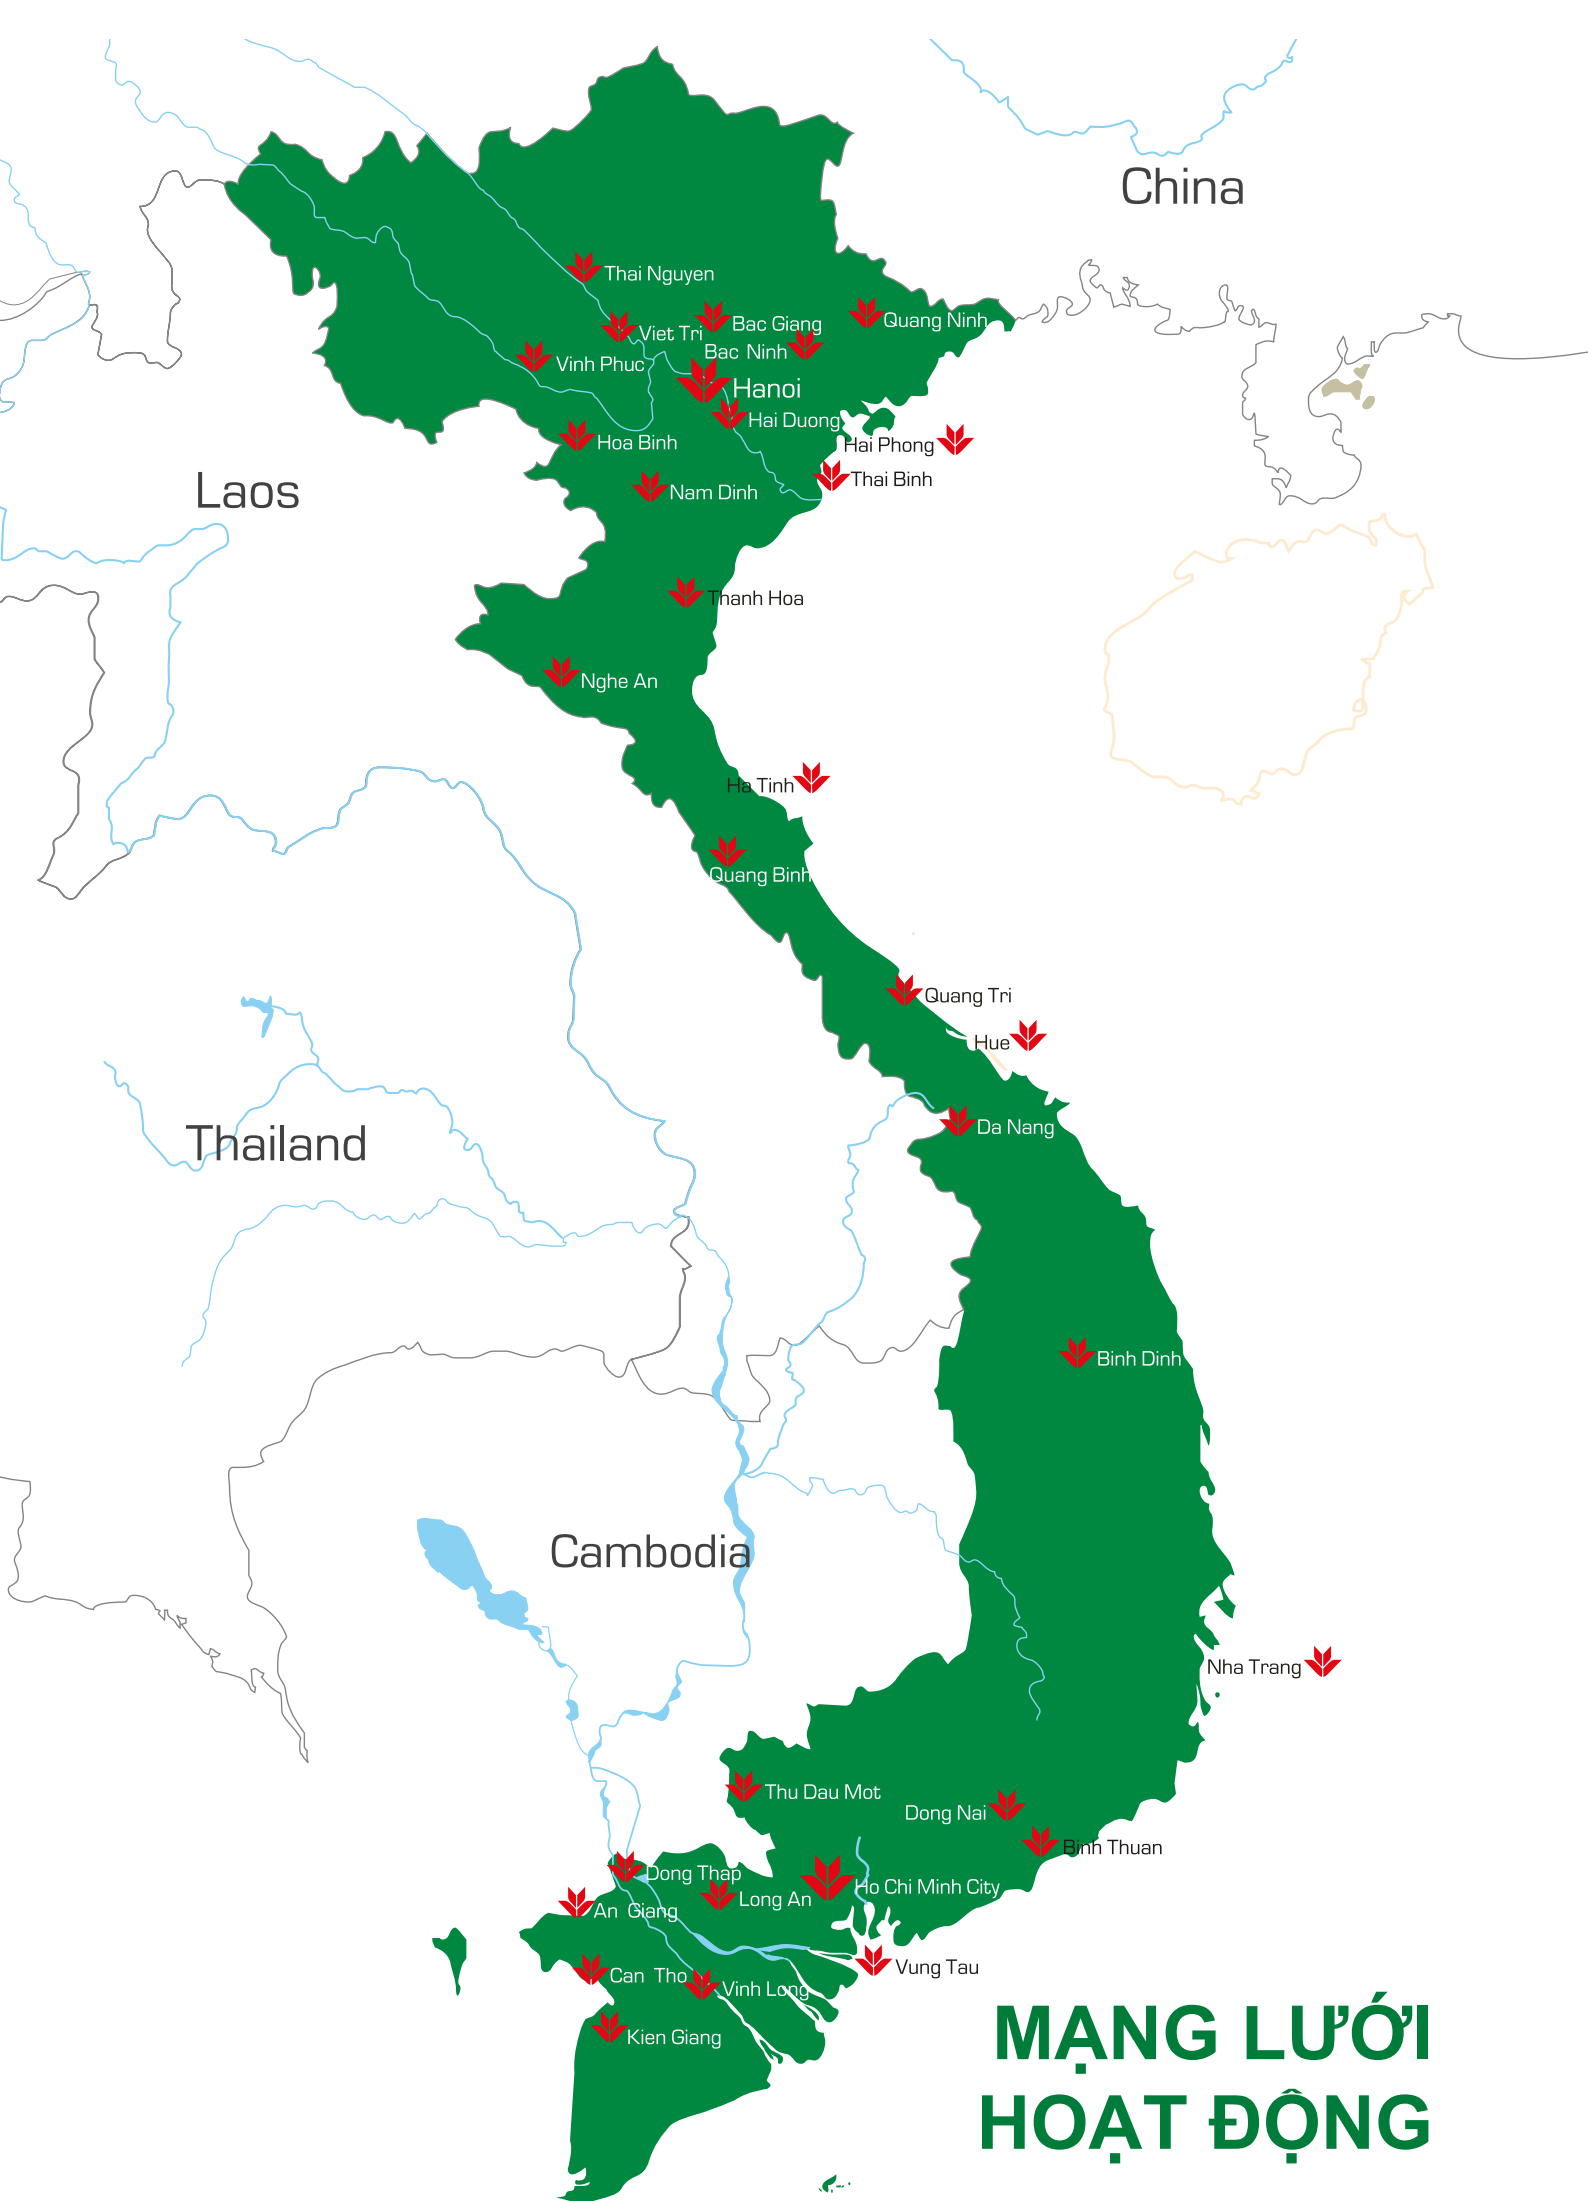 China
Thai Nguyen
Quang Ninh
Bac Giang
Viet Tri
Bac Ninh
Vinh Phuc
Hanoi
Hai Duong
Hoa Binh
Hai Phong
Thai Binh
Laos
Nam Dinh
Thanh Hoa
Nghe An
Ha Tinh
Quang Binh
Quang Tri
Hue
Da Nang
Thailand
Binh Dinh
Cambodia
Nha Trang
Thu Dau Mot
Dong Nai
Binh Thuan
Dong Thap
Ho Chi Minh City
Long An
An Giang
Vung Tau
Can Tho
Vinh Long
Kien Giang
MẠNG LƯỚI
HOẠT ĐỘNG